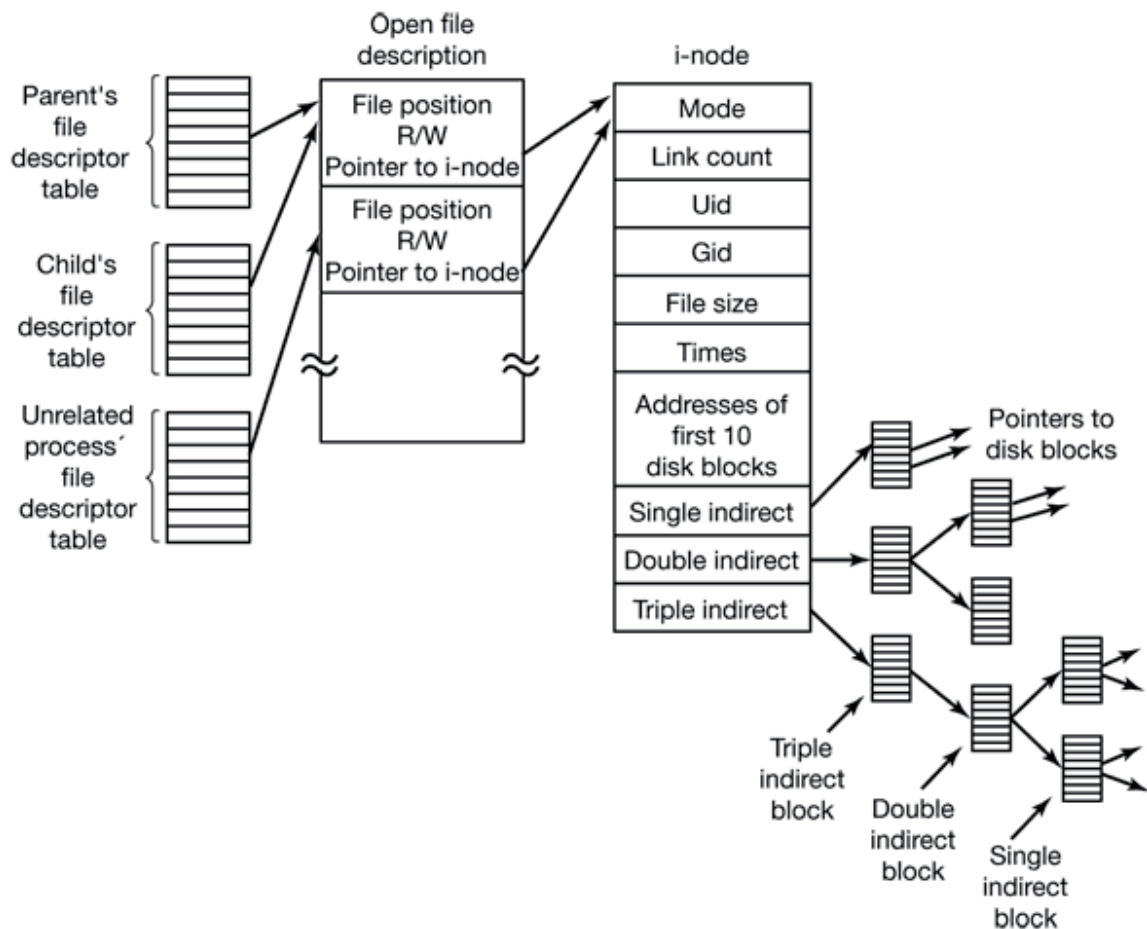 Open file
description
i-node
Parent's
file
descriptor
table
Child's
file
descriptor
table
Unrelated
process´
file
descriptor
table
File position
R/W
Pointer to i-node
File position
R/W
Pointer to i-node
Mode
Link count
Uid
Gid
File size
Times
Addresses of
first 10
disk blocks
Single indirect
Double indirect
Triple indirect
Pointers to
disk blocks
Triple
indirect
block
Double
indirect
block
Single
indirect
block